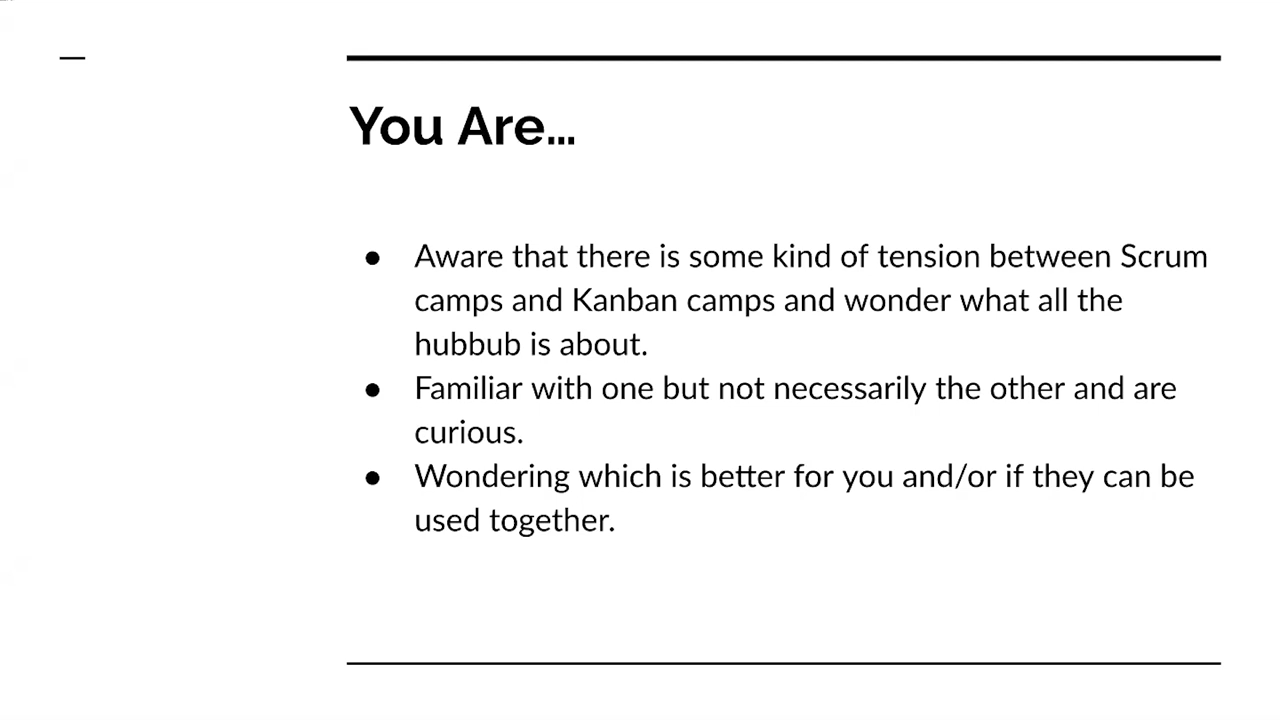 You Are...
● Aware that there is some kind of tension between Scrum
camps and Kanban camps and wonder what all the
hubbub is about.
● Familiar with one but not necessarily the other and are
curious.
● Wondering which is better for you and/or if they can be
used together.